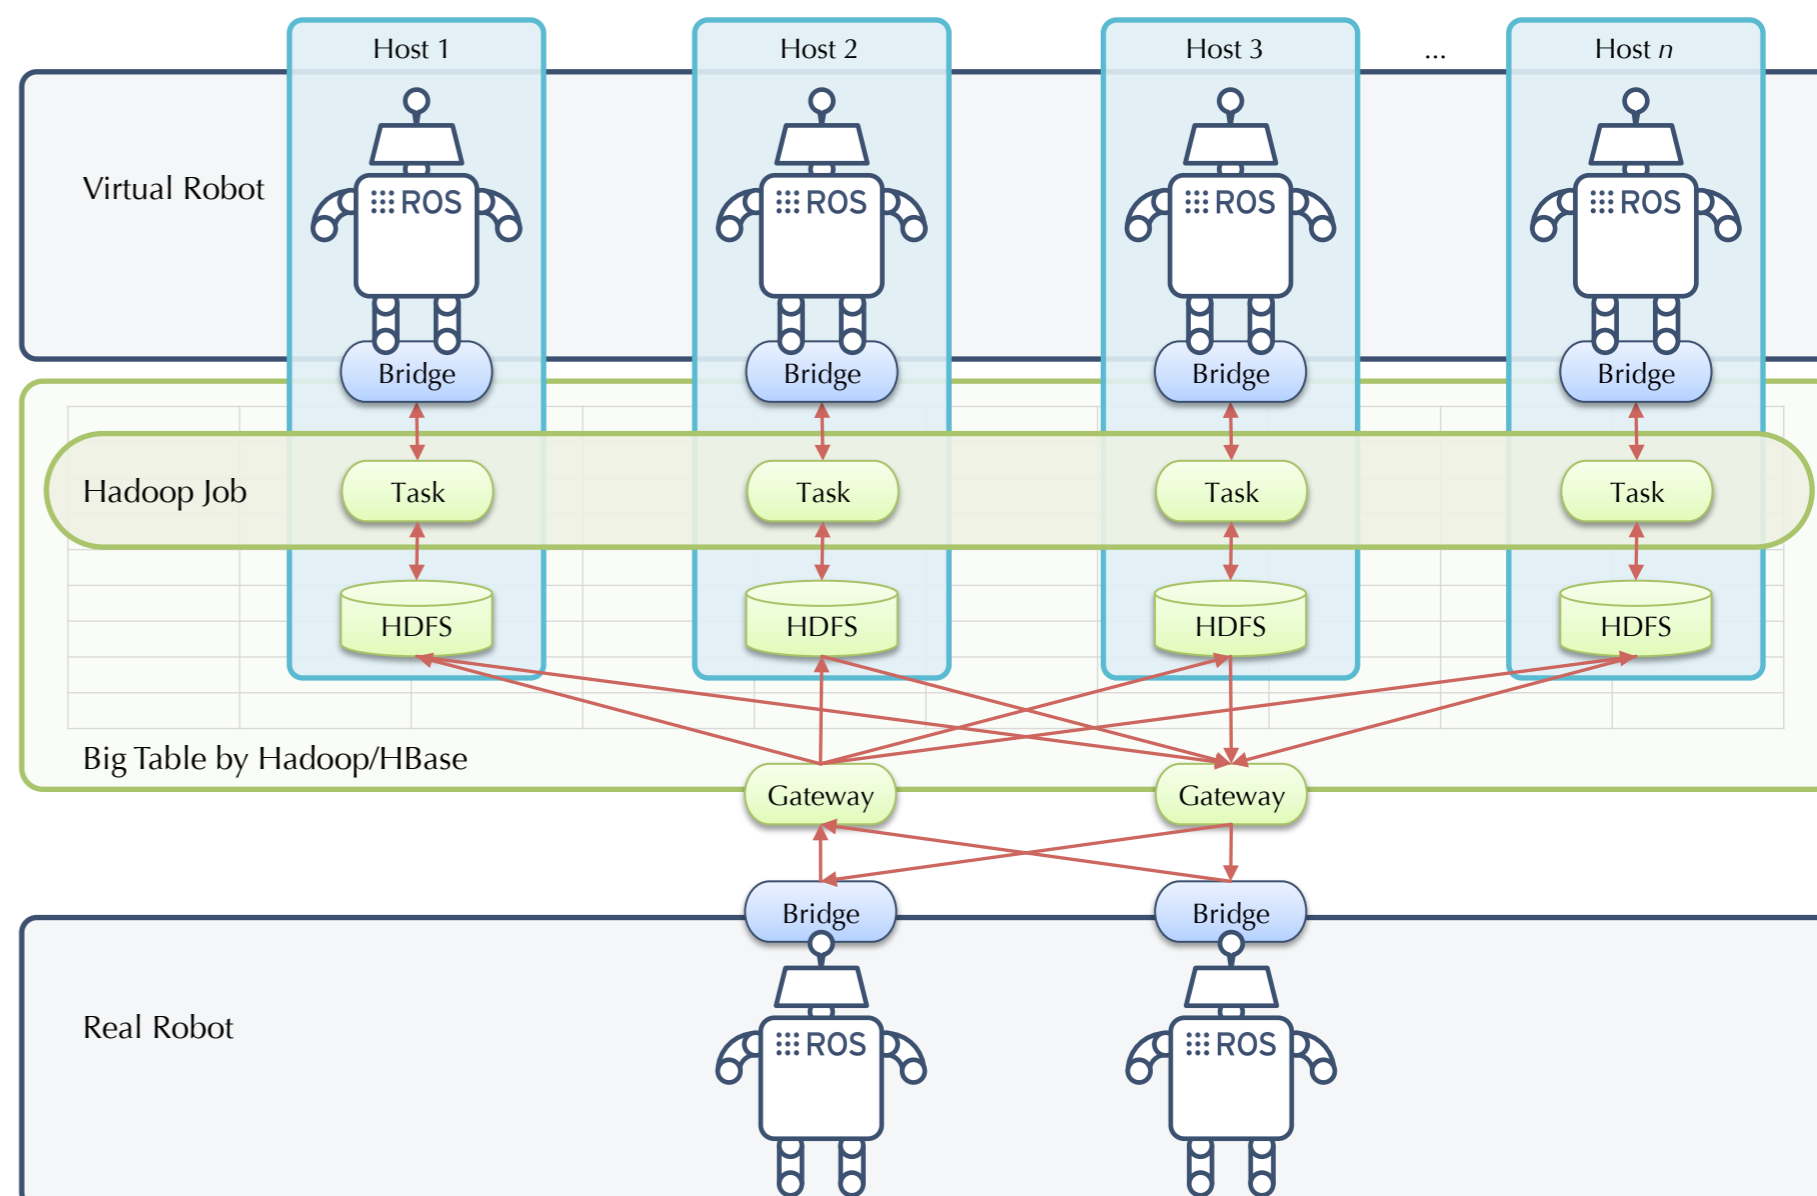 Host 1
Host 2
Host 3
...
Host n
Virtual Robot
ROS
ROS
ROS
ROS
Bridge
Bridge
Bridge
Bridge
Hadoop Job
Task
Task
Task
Task
HDFS
HDFS
HDFS
HDFS
Big Table by Hadoop/HBase
Gateway
Gateway
Bridge
Bridge
Real Robot
ROS
ROS